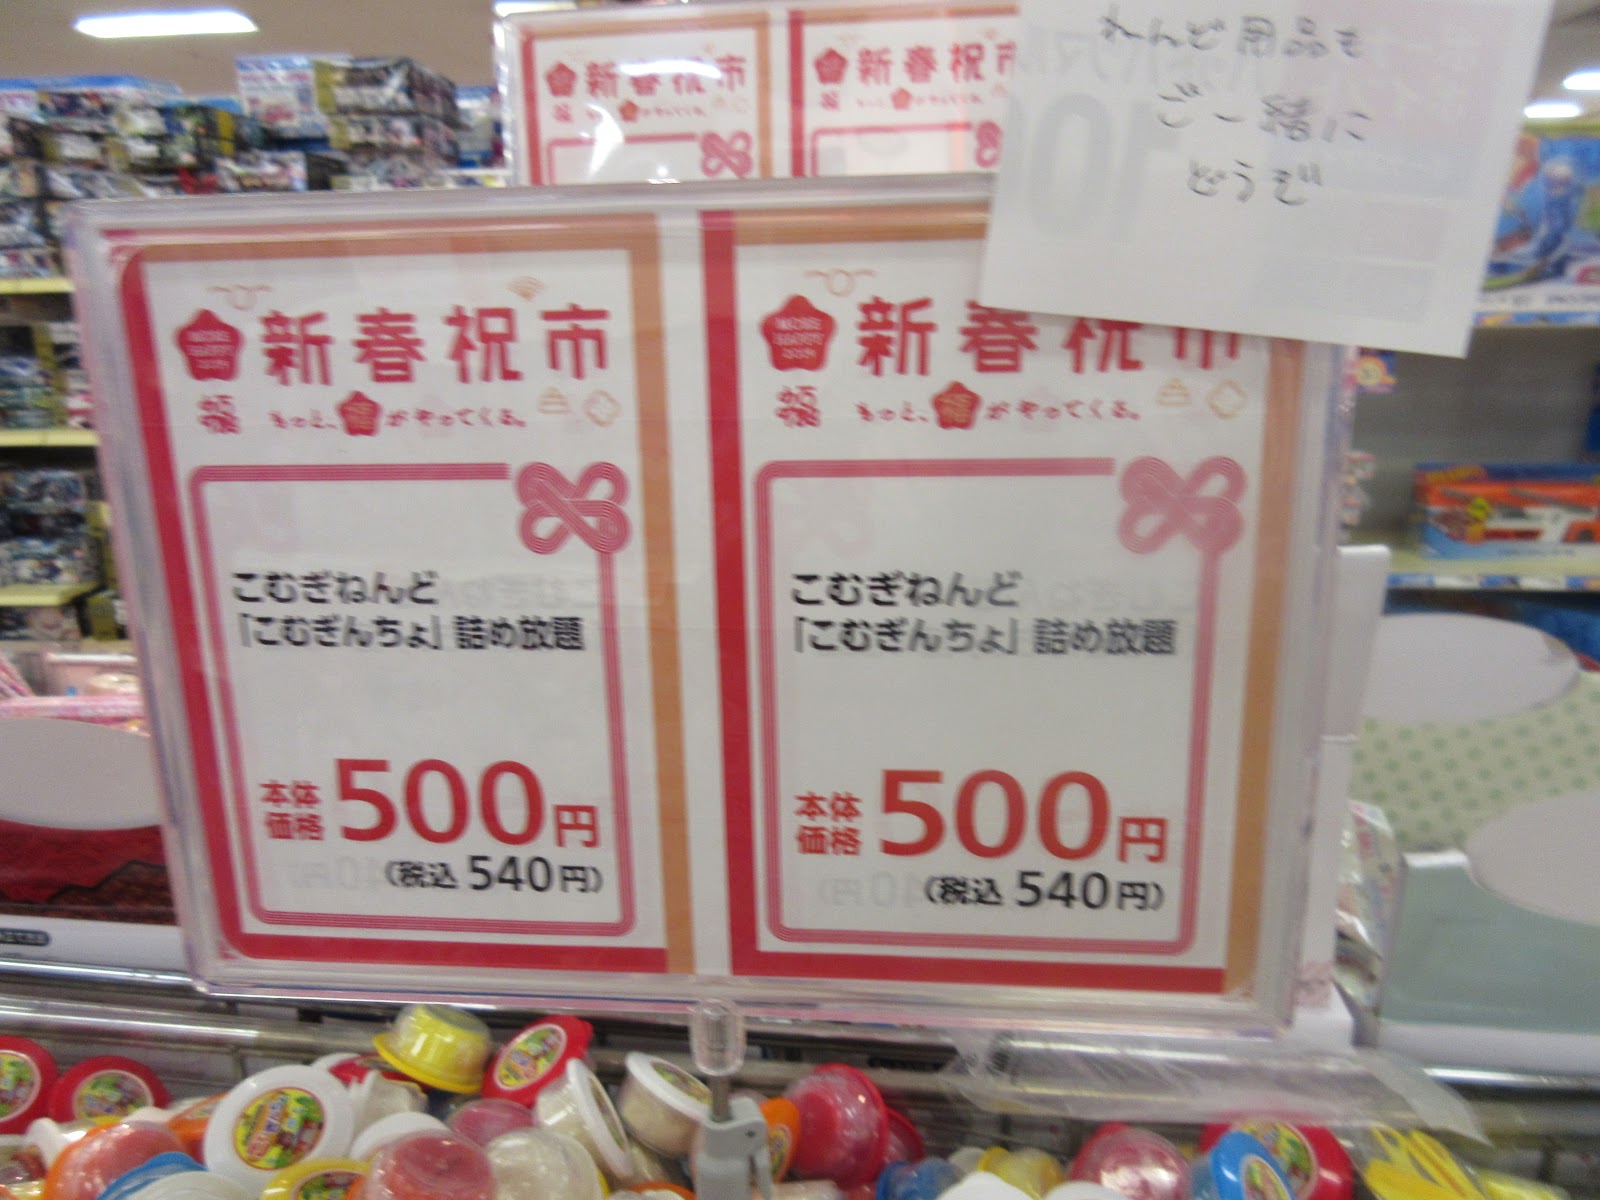 新春祝市
新春祝市
ねんど用品も
ご一緒に
どうぞ
新春祝市
もっと、福がやってくる。
こむぎねんど
「こむぎんちょ」詰め放題
本体
価格 500円
(税込 540円)
新春祝市
もっと、福がやってくる。
こむぎねんど
「こむぎんちょ」詰め放題
本体
価格 500円
(税込 540円)